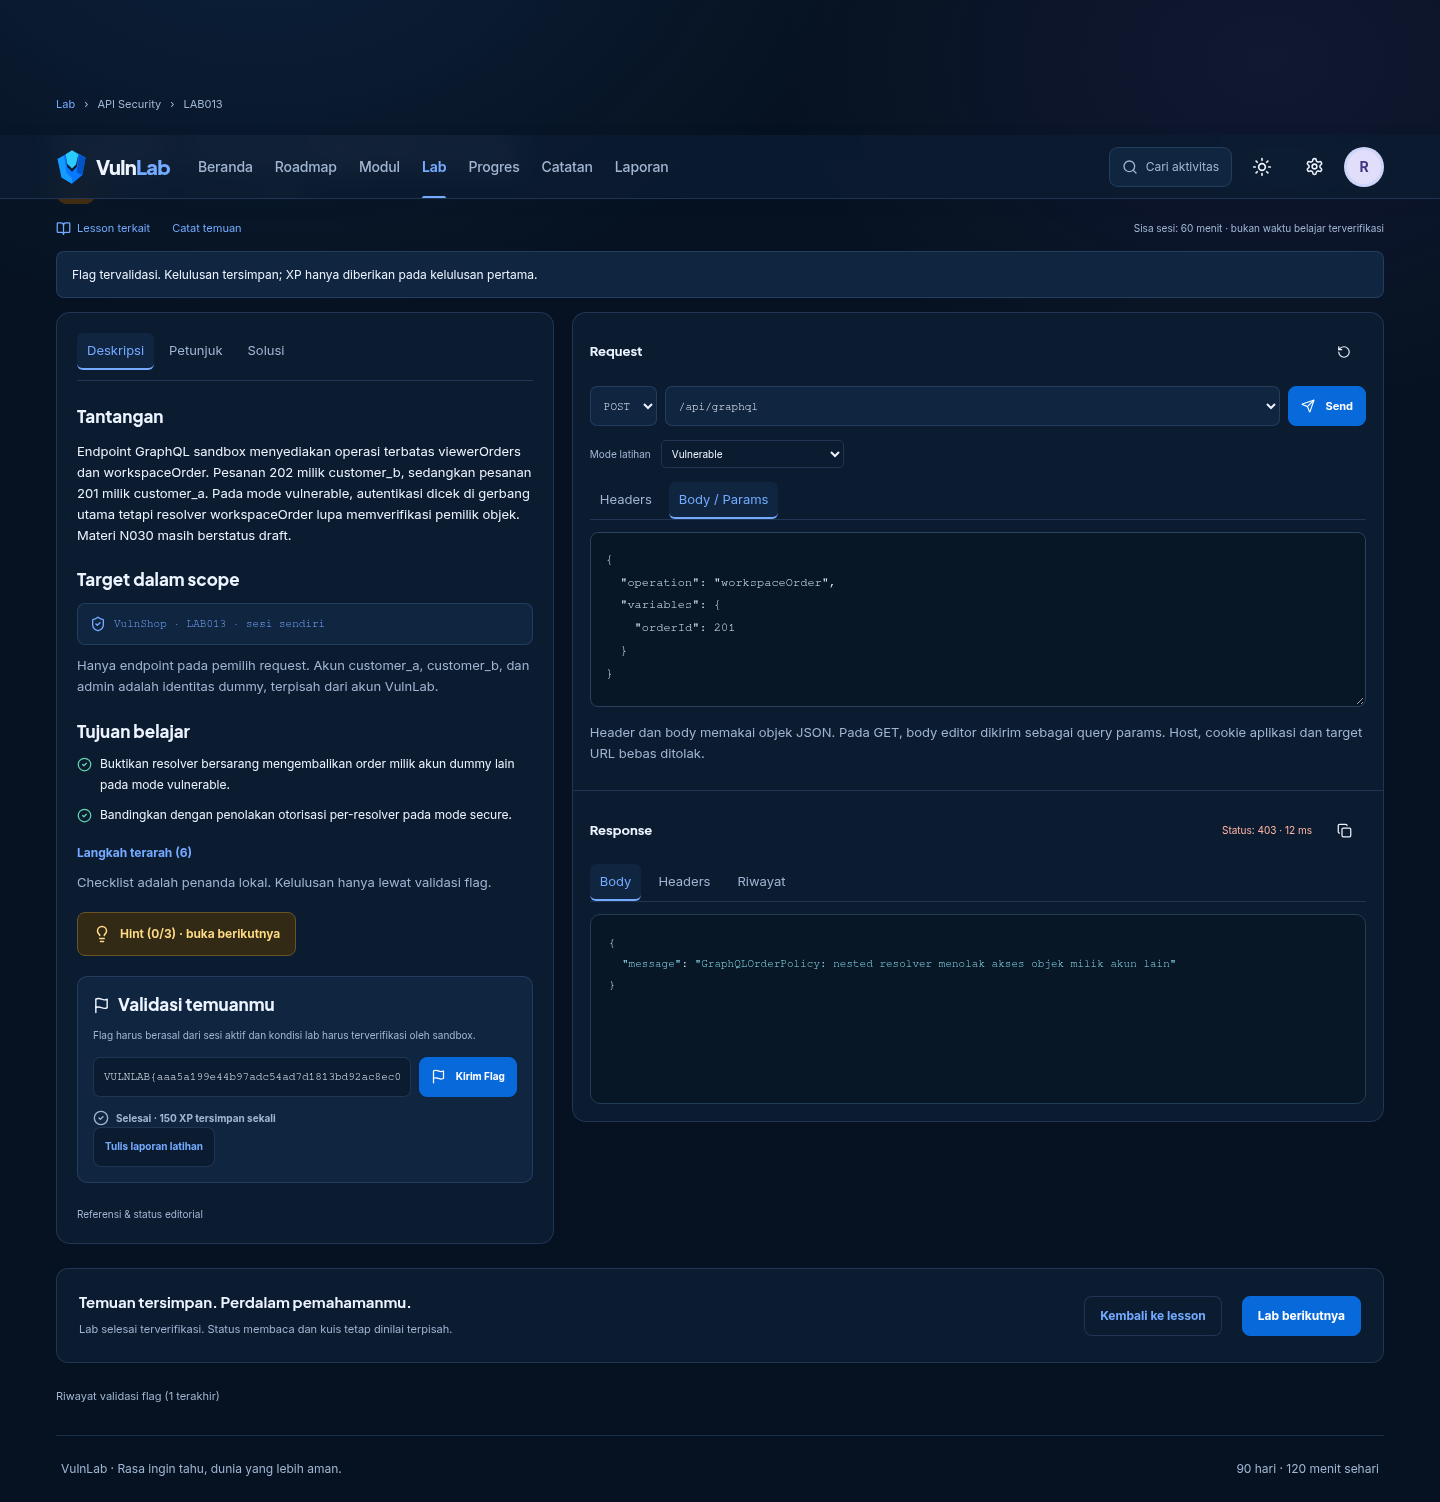 Lab › API Security › LAB013
VulnLab Beranda Roadmap Modul Lab Progres Catatan Laporan Cari aktivitas R
Lesson terkait Catat temuan Sisa sesi: 60 menit · bukan waktu belajar terverifikasi
Flag tervalidasi. Kelulusan tersimpan; XP hanya diberikan pada kelulusan pertama.
Deskripsi Petunjuk Solusi
Tantangan
Endpoint GraphQL sandbox menyediakan operasi terbatas viewerOrders
dan workspaceOrder. Pesanan 202 milik customer_b, sedangkan pesanan
201 milik customer_a. Pada mode vulnerable, autentikasi dicek di gerbang
utama tetapi resolver workspaceOrder lupa memverifikasi pemilik objek.
Materi N030 masih berstatus draft.
Target dalam scope
VulnShop · LAB013 · sesi sendiri
Hanya endpoint pada pemilih request. Akun customer_a, customer_b, dan
admin adalah identitas dummy, terpisah dari akun VulnLab.
Tujuan belajar
Buktikan resolver bersarang mengembalikan order milik akun dummy lain
pada mode vulnerable.
Bandingkan dengan penolakan otorisasi per-resolver pada mode secure.
Langkah terarah (6)
Checklist adalah penanda lokal. Kelulusan hanya lewat validasi flag.
Hint (0/3) · buka berikutnya
Validasi temuanmu
Flag harus berasal dari sesi aktif dan kondisi lab harus terverifikasi oleh sandbox.
VULNLAB{aaa5a199e44b97adc54ad7d1813bd92ac8ec0 Kirim Flag
Selesai · 150 XP tersimpan sekali
Tulis laporan latihan
Referensi & status editorial
Request
POST /api/graphql Send
Mode latihan Vulnerable
Headers Body / Params
{
"operation": "workspaceOrder",
"variables": {
"orderId": 201
}
}
Header dan body memakai objek JSON. Pada GET, body editor dikirim sebagai query params. Host, cookie aplikasi dan target
URL bebas ditolak.
Response Status: 403 · 12 ms
Body Headers Riwayat
{
"message": "GraphQLOrderPolicy: nested resolver menolak akses objek milik akun lain"
}
Temuan tersimpan. Perdalam pemahamanmu.
Lab selesai terverifikasi. Status membaca dan kuis tetap dinilai terpisah.
Kembali ke lesson Lab berikutnya
Riwayat validasi flag (1 terakhir)
VulnLab · Rasa ingin tahu, dunia yang lebih aman. 90 hari · 120 menit sehari